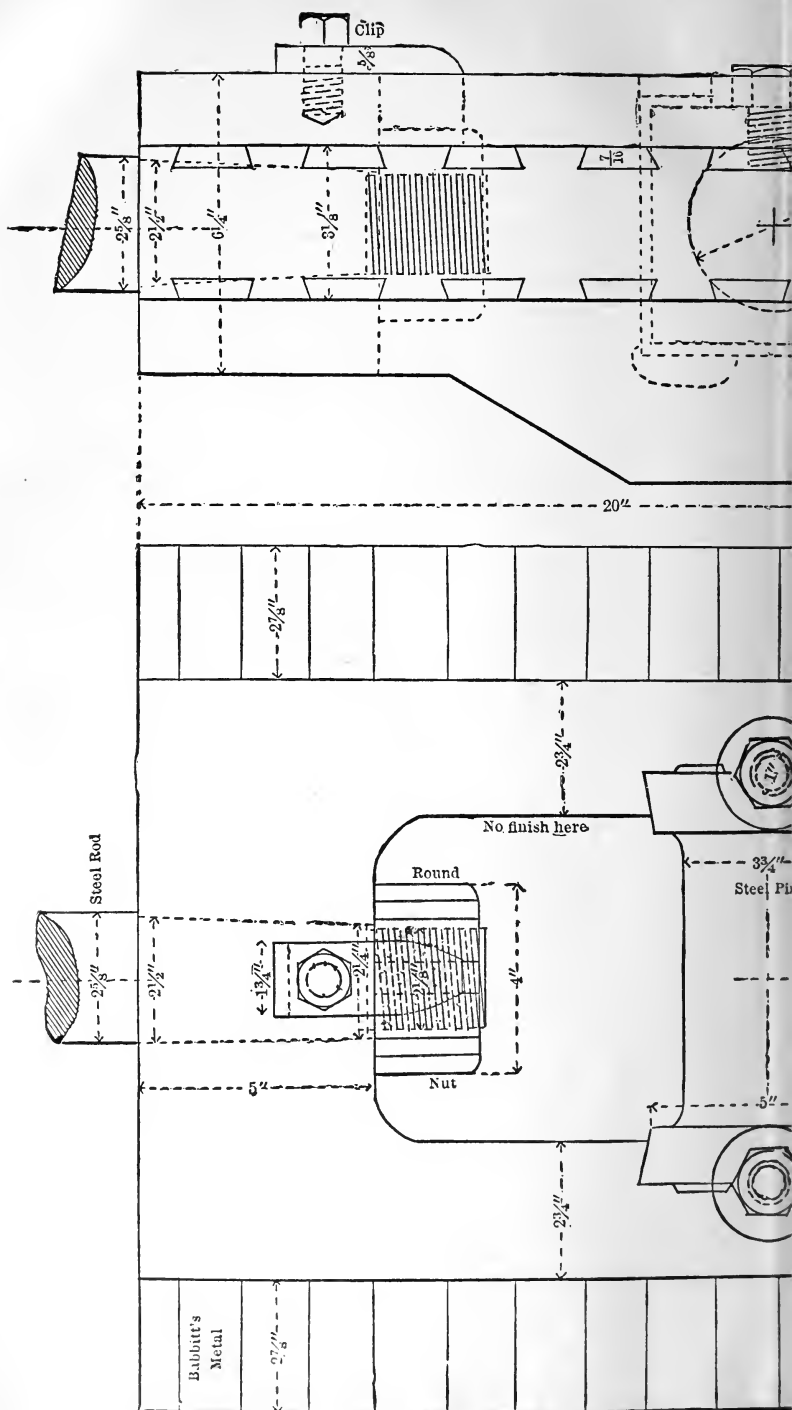 Clip
5/8"
2 5/8"
2 1/2"
6 1/4"
3 1/8"
7/16
20"
2 7/8"
2 3/4"
1"
No finish here
Steel Rod
Round
3 3/4"
Steel Pin
2 5/8"
2 1/2"
1 3/4"
2 1/4"
2 1/8"
4"
5"
Nut
5"
2 3/4"
Babbitt's
Metal
2 7/8"